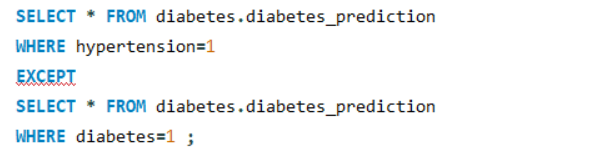 SELECT * FROM diabetes.diabetes_prediction
WHERE hypertension=1
EXCEPT
SELECT * FROM diabetes.diabetes_prediction
WHERE diabetes=1 ;